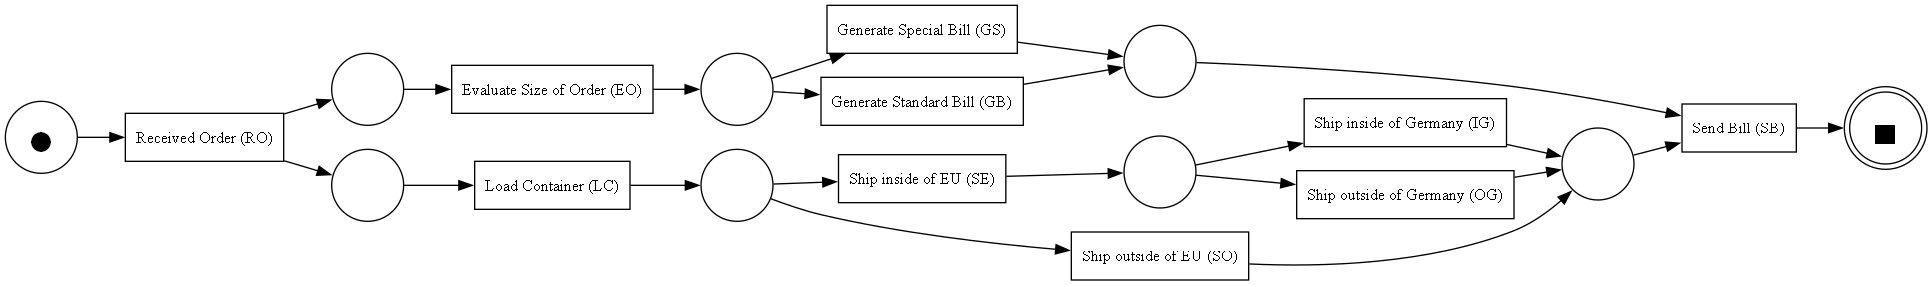 Received Order (RO)
Evaluate Size of Order (EO)
Load Container (LC)
Generate Special Bill (GS)
Generate Standard Bill (GB)
Ship inside of EU (SE)
Ship outside of EU (SO)
Ship inside of Germany (IG)
Ship outside of Germany (OG)
Send Bill (SB)